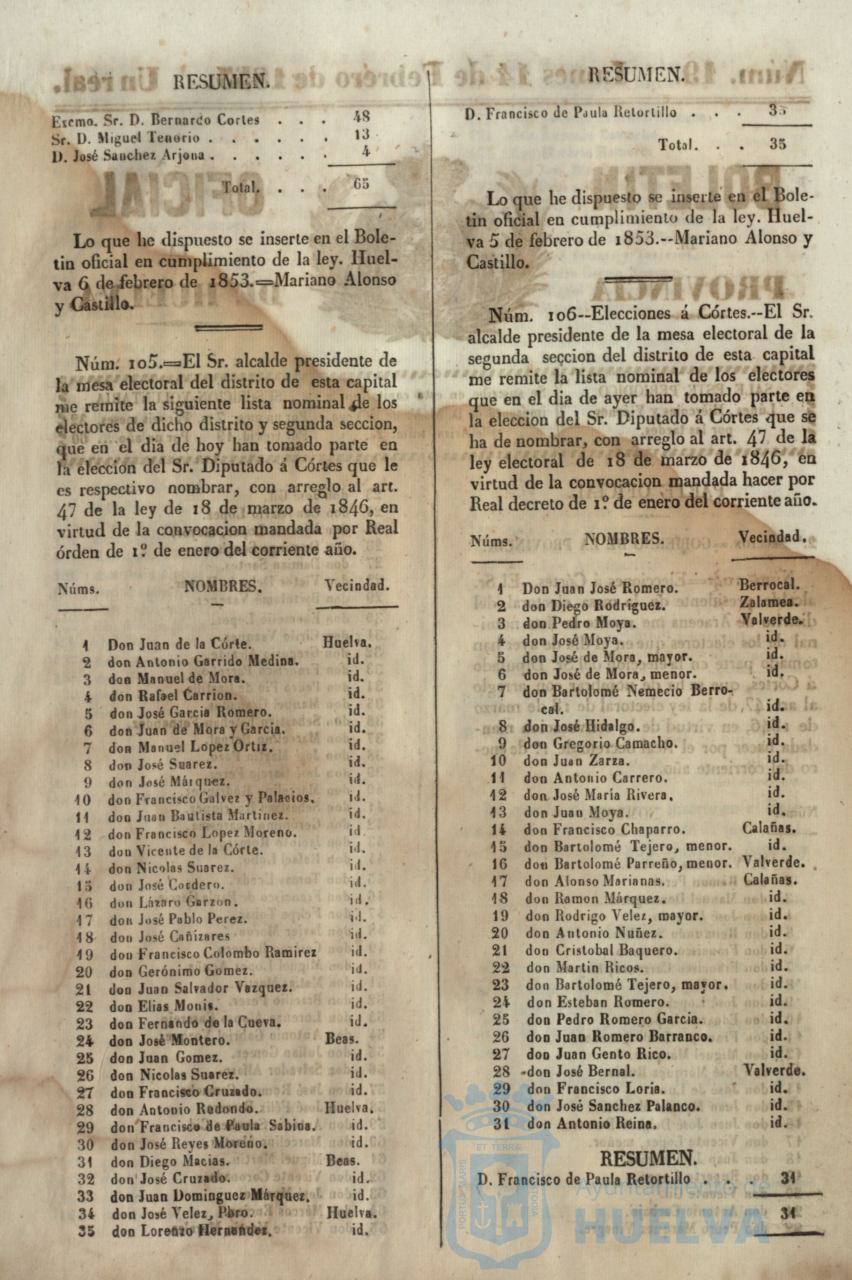 RESUMEN.
Excmo. Sr. D. Bernardo Cortes . . . 48
Sr. D. Miguel Tenorio . . . . . . 13
D. José Sanchez Arjona . . . . . . 4
Total. . . . 65
Lo que he dispuesto se inserte en el Bole-
tin oficial en cumplimiento de la ley. Huel-
va 6 de febrero de 1853.=Mariano Alonso
y Castillo.
Núm. 105.=El Sr. alcalde presidente de
la mesa electoral del distrito de esta capital
me remite la siguiente lista nominal de los
electores de dicho distrito y segunda seccion,
que en el dia de hoy han tomado parte en
la eleccion del Sr. Diputado á Córtes que le
es respectivo nombrar, con arreglo al art.
47 de la ley de 18 de marzo de 1846, en
virtud de la convocacion mandada por Real
órden de 1º de enero del corriente año.
Núms. NOMBRES. Vecindad.
1 Don Juan de la Córte. Huelva.
2 don Antonio Garrido Medina. id.
3 don Manuel de Mora. id.
4 don Rafael Carrion. id.
5 don José Garcia Romero. id.
6 don Juan de Mora y Garcia. id.
7 don Manuel Lopez Ortiz. id.
8 don José Suarez. id.
9 don José Márquez. id.
10 don Francisco Galvez y Palacios. id.
11 don Juan Bautista Martinez. id.
12 don Francisco Lopez Moreno. id
13 don Vicente de la Córte. id.
14 don Nicolas Suarez. id.
15 don José Cordero. id.
16 don Lázaro Garzon. id.
17 don José Pablo Perez. id.
18 don José Cañizares id.
19 don Francisco Colombo Ramirez id.
20 don Gerónimo Gomez. id.
21 don Juan Salvador Vazquez. id.
22 don Elias Monis. id.
23 don Fernando de la Cueva. id.
24 don José Montero. Beas.
25 don Juan Gomez. id.
26 don Nicolas Suarez. id.
27 don Francisco Cruzado. id.
28 don Antonio Redondo. Huelva.
29 don Francisco de Paula Sabina. id.
30 don José Reyes Moreno. id.
31 don Diego Macias. Beas.
32 don José Cruzado. id.
33 don Juan Dominguez Márquez. id.
34 don José Velez, Pbro. Huelva.
35 don Lorenzo Hernandez. id.
RESUMEN.
D. Francisco de Paula Retortillo . . . 35
Total. . . 35
Lo que he dispuesto se inserte en el Bole-
tin oficial en cumplimiento de la ley. Huel-
va 5 de febrero de 1853.--Mariano Alonso y
Castillo.
Núm. 106--Elecciones á Córtes.--El Sr.
alcalde presidente de la mesa electoral de la
segunda seccion del distrito de esta capital
me remite la lista nominal de los electores
que en el dia de ayer han tomado parte en
la eleccion del Sr. Diputado á Córtes que se
ha de nombrar, con arreglo al art. 47 de la
ley electoral de 18 de marzo de 1846, en
virtud de la convocacion mandada hacer por
Real decreto de 1º de enero del corriente año.
Núms. NOMBRES. Vecindad.
1 Don Juan José Romero. Berrocal.
2 don Diego Rodriguez. Zalamea.
3 don Pedro Moya. Valverde.
4 don José Moya. id.
5 don José de Mora, mayor. id.
6 don José de Mora, menor. id.
7 don Bartolomé Nemecio Berro-
cal. id.
8 don José Hidalgo. id.
9 don Gregorio Camacho. id.
10 don Juan Zarza. id.
11 don Antonio Carrero. id.
12 don José Maria Rivera. id.
13 don Juan Moya. id.
14 don Francisco Chaparro. Calañas.
15 don Bartolomé Tejero, menor. id.
16 don Bartolomé Parreño, menor. Valverde.
17 don Alonso Marianas. Calañas.
18 don Ramon Márquez. id.
19 don Rodrigo Velez, mayor. id.
20 don Antonio Nuñez. id.
21 don Cristobal Baquero. id.
22 don Martin Ricos. id.
23 don Bartolomé Tejero, mayor. id.
24 don Esteban Romero. id.
25 don Pedro Romero Garcia. id.
26 don Juan Romero Barranco. id.
27 don Juan Gento Rico. id.
28 don José Bernal. Valverde.
29 don Francisco Loria. id.
30 don José Sanchez Palanco. id.
31 don Antonio Reina. id.
RESUMEN.
D. Francisco de Paula Retortillo . . . 31
31
Ayuntamiento de
HUELVA